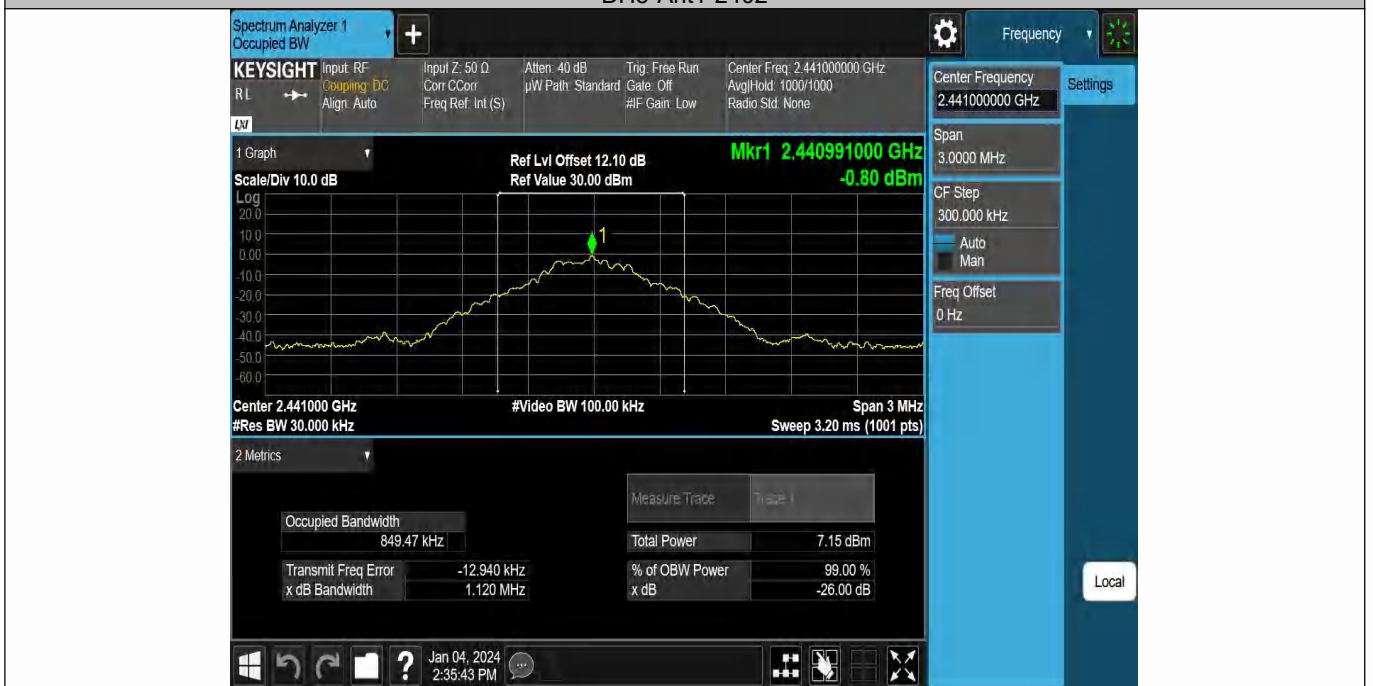 Spectrum Analyzer 1
Occupied BW
+
Frequency
KEYSIGHT
RL
LXI
Input: RF
Coupling: DC
Align: Auto
Input Z: 50 Ω
Corr CCorr
Freq Ref: Int (S)
Atten: 40 dB
µW Path: Standard
Trig: Free Run
Gate: Off
#IF Gain: Low
Center Freq: 2.441000000 GHz
Avg|Hold: 1000/1000
Radio Std: None
Center Frequency
2.441000000 GHz
Settings
Span
3.0000 MHz
CF Step
300.000 kHz
Auto
Man
Freq Offset
0 Hz
Local
1 Graph
Scale/Div 10.0 dB
Ref Lvl Offset 12.10 dB
Ref Value 30.00 dBm
Mkr1 2.440991000 GHz
-0.80 dBm
Log
20.0
10.0
0.00
-10.0
-20.0
-30.0
-40.0
-50.0
-60.0
1
Center 2.441000 GHz
#Res BW 30.000 kHz
#Video BW 100.00 kHz
Span 3 MHz
Sweep 3.20 ms (1001 pts)
2 Metrics
Measure Trace
Trace 1
Occupied Bandwidth
849.47 kHz
Total Power 7.15 dBm
Transmit Freq Error -12.940 kHz
% of OBW Power 99.00 %
x dB Bandwidth 1.120 MHz
x dB -26.00 dB
?
Jan 04, 2024
2:35:43 PM